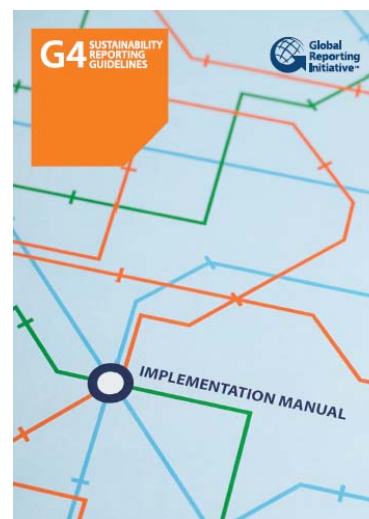 G4 SUSTAINABILITY
REPORTING
GUIDELINES
Global
Reporting
Initiative™
IMPLEMENTATION MANUAL